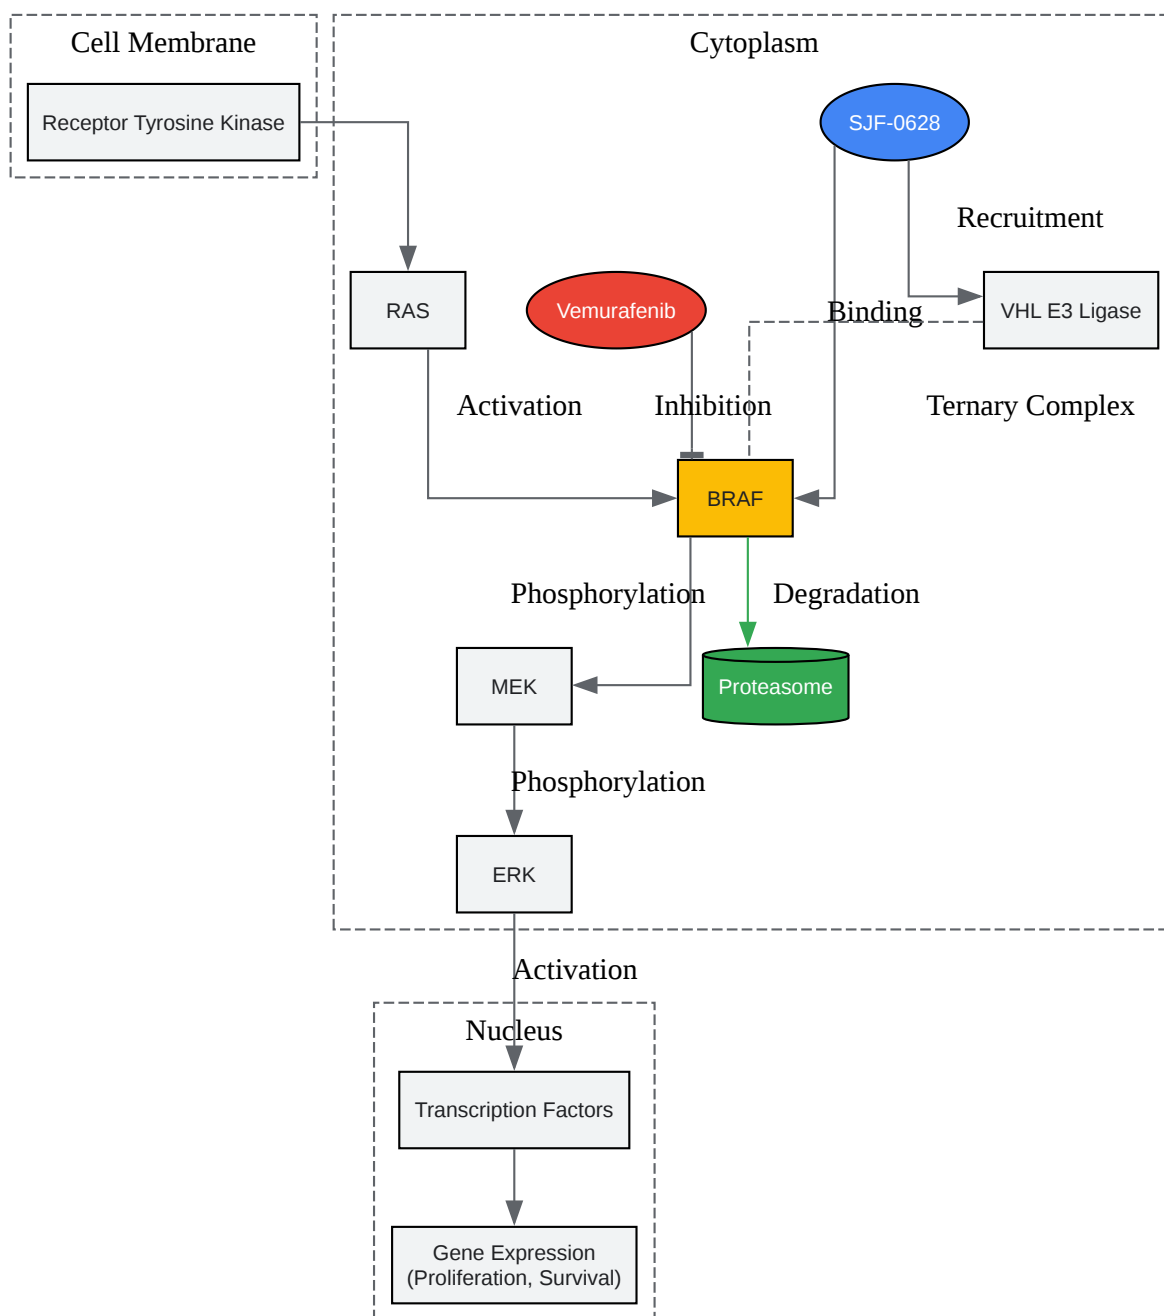 Cell Membrane
Cytoplasm
Receptor Tyrosine Kinase
SJF-0628
Recruitment
RAS
Vemurafenib
Binding
VHL E3 Ligase
Activation
Inhibition
Ternary Complex
BRAF
Phosphorylation
Degradation
MEK
Proteasome
Phosphorylation
ERK
Activation
Nucleus
Transcription Factors
Gene Expression
(Proliferation, Survival)